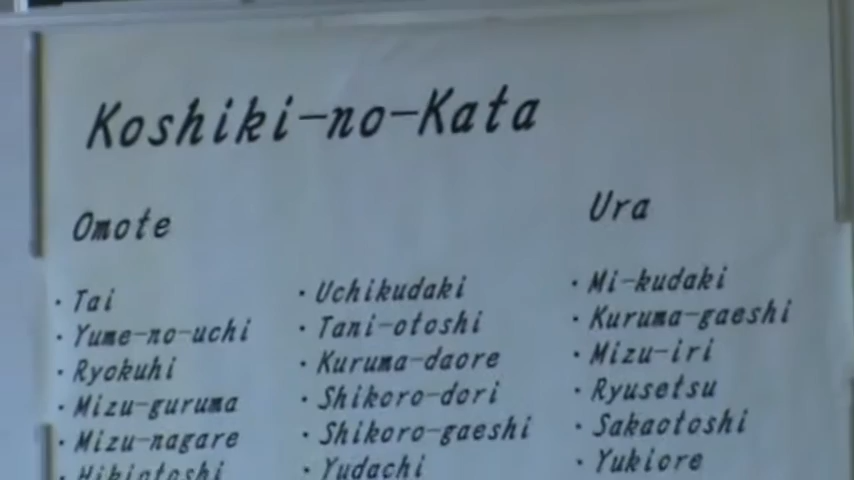 Koshiki-no-Kata
Omote
・Tai
・Yume-no-uchi
・Ryokuhi
・Mizu-guruma
・Mizu-nagare
・Hikiotoshi
・Uchikudaki
・Tani-otoshi
・Kuruma-daore
・Shikoro-dori
・Shikoro-gaeshi
・Yudachi
Ura
・Mi-kudaki
・Kuruma-gaeshi
・Mizu-iri
・Ryusetsu
・Sakaotoshi
・Yukiore